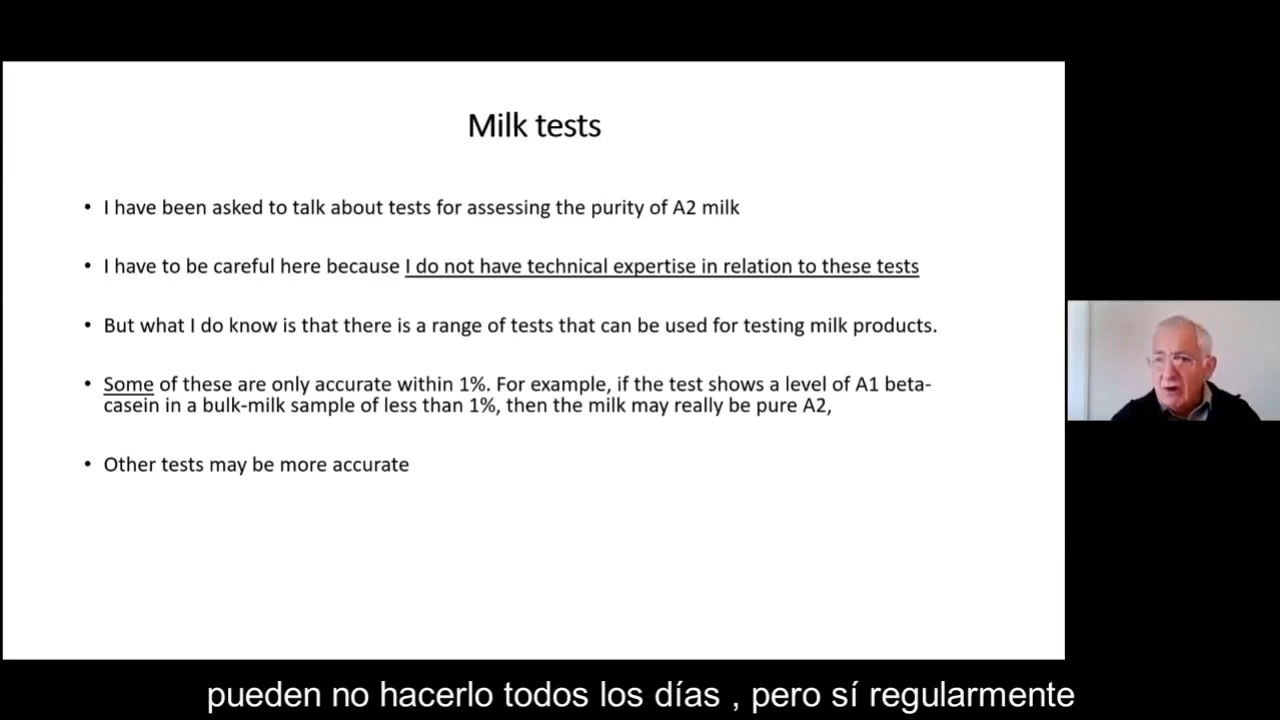 Milk tests
• I have been asked to talk about tests for assessing the purity of A2 milk
• I have to be careful here because I do not have technical expertise in relation to these tests
• But what I do know is that there is a range of tests that can be used for testing milk products.
• Some of these are only accurate within 1%. For example, if the test shows a level of A1 beta-
casein in a bulk-milk sample of less than 1%, then the milk may really be pure A2,
• Other tests may be more accurate
pueden no hacerlo todos los días , pero sí regularmente